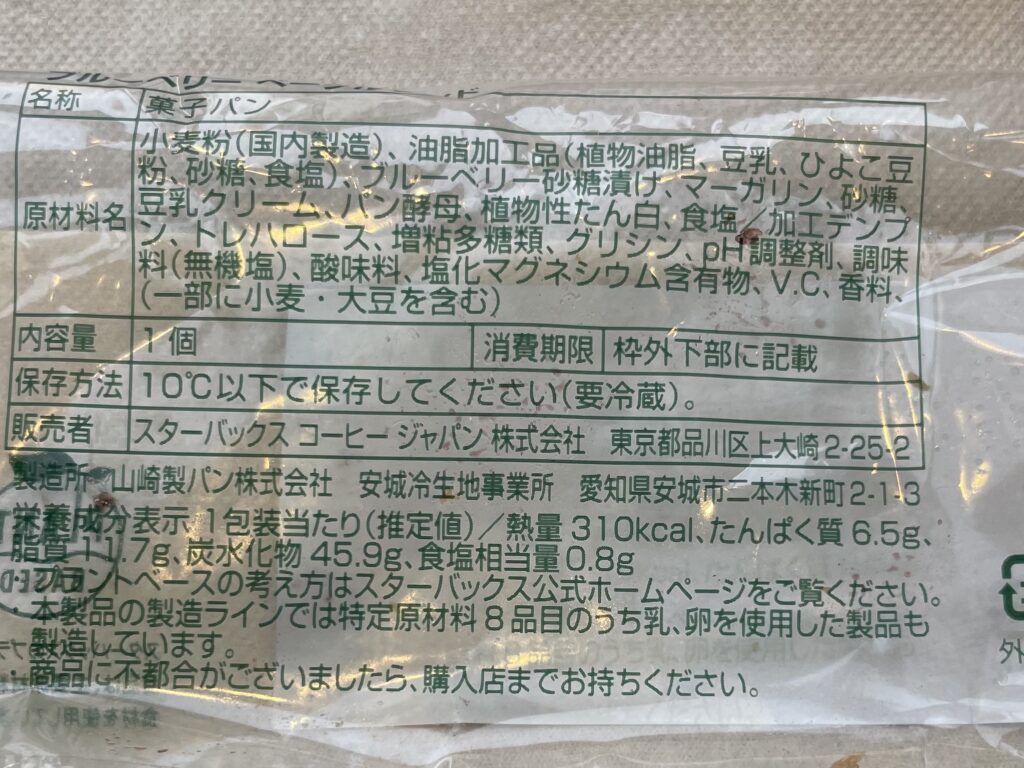 ブルーベリー
名称 菓子パン
原材料名 小麦粉(国内製造)、油脂加工品(植物油脂、豆乳、ひよこ豆
粉、砂糖、食塩)、ブルーベリー砂糖漬け、マーガリン、砂糖、
豆乳クリーム、パン酵母、植物性たん白、食塩/加工デンプ
ン、トレハロース、増粘多糖類、グリシン、pH調整剤、調味
料(無機塩)、酸味料、塩化マグネシウム含有物、V.C、香料、
(一部に小麦・大豆を含む)
内容量 1個 消費期限 枠外下部に記載
保存方法 10℃以下で保存してください(要冷蔵)。
販売者 スターバックス コーヒー ジャパン 株式会社 東京都品川区上大崎2-25-2
製造所 山崎製パン株式会社 安城冷生地事業所 愛知県安城市二本木新町2-1-3
栄養成分表示 1包装当たり(推定値)/熱量 310kcal、たんぱく質 6.5g、
脂質 11.7g、炭水化物 45.9g、食塩相当量 0.8g
・プラントベースの考え方はスターバックス公式ホームページをご覧ください。
・本製品の製造ラインでは特定原材料8品目のうち乳、卵を使用した製品も
製造しています。
・商品に不都合がございましたら、購入店までお持ちください。
外